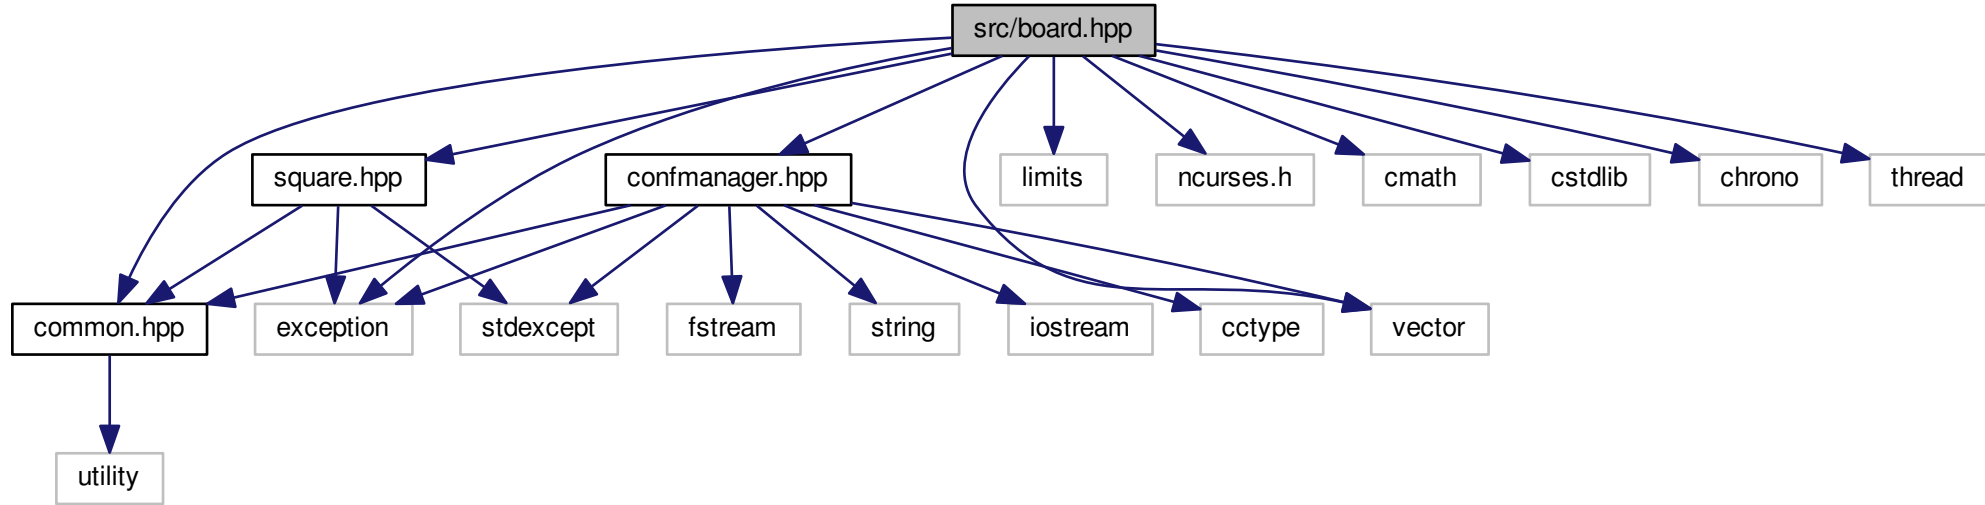 src/board.hpp
square.hpp
confmanager.hpp
limits
ncurses.h
cmath
cstdlib
chrono
thread
common.hpp
exception
stdexcept
fstream
string
iostream
cctype
vector
utility